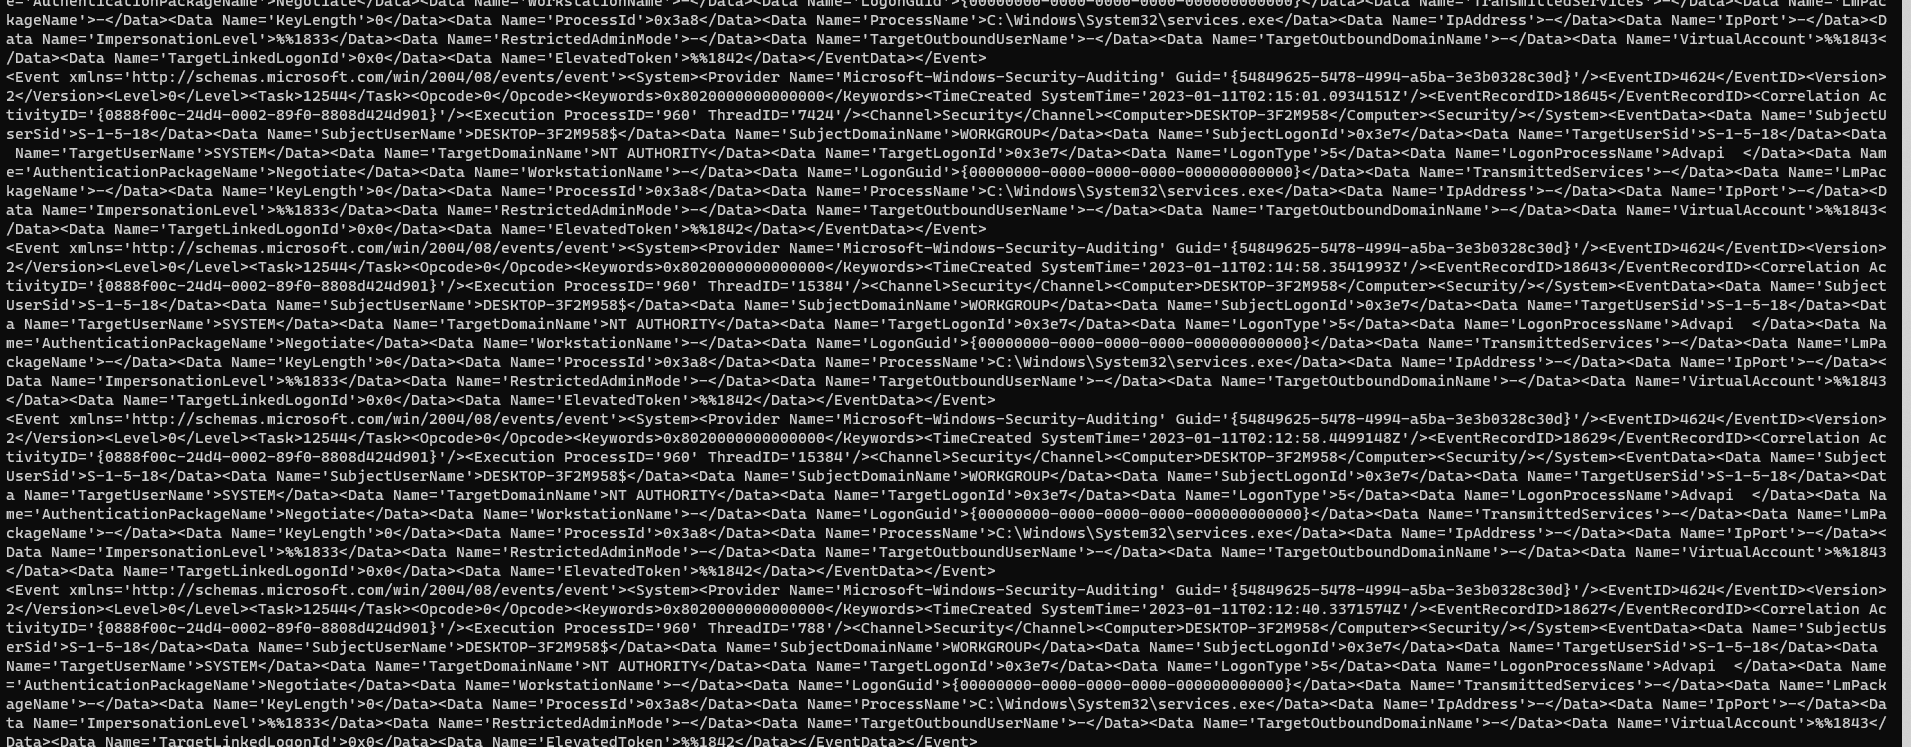 e='AuthenticationPackageName'>Negotiate</Data><Data Name='WorkstationName'>-</Data><Data Name='LogonGuid'>{00000000-0000-0000-0000-000000000000}</Data><Data Name='TransmittedServices'>-</Data><Data Name='LmPac
kageName'>-</Data><Data Name='KeyLength'>0</Data><Data Name='ProcessId'>0x3a8</Data><Data Name='ProcessName'>C:\Windows\System32\services.exe</Data><Data Name='IpAddress'>-</Data><Data Name='IpPort'>-</Data><D
ata Name='ImpersonationLevel'>%%1833</Data><Data Name='RestrictedAdminMode'>-</Data><Data Name='TargetOutboundUserName'>-</Data><Data Name='TargetOutboundDomainName'>-</Data><Data Name='VirtualAccount'>%%1843<
/Data><Data Name='TargetLinkedLogonId'>0x0</Data><Data Name='ElevatedToken'>%%1842</Data></EventData></Event>
<Event xmlns='http://schemas.microsoft.com/win/2004/08/events/event'><System><Provider Name='Microsoft-Windows-Security-Auditing' Guid='{54849625-5478-4994-a5ba-3e3b0328c30d}'/><EventID>4624</EventID><Version>
2</Version><Level>0</Level><Task>12544</Task><Opcode>0</Opcode><Keywords>0x8020000000000000</Keywords><TimeCreated SystemTime='2023-01-11T02:15:01.0934151Z'/><EventRecordID>18645</EventRecordID><Correlation Ac
tivityID='{0888f00c-24d4-0002-89f0-8808d424d901}'/><Execution ProcessID='960' ThreadID='7424'/><Channel>Security</Channel><Computer>DESKTOP-3F2M958</Computer><Security/></System><EventData><Data Name='SubjectU
serSid'>S-1-5-18</Data><Data Name='SubjectUserName'>DESKTOP-3F2M958$</Data><Data Name='SubjectDomainName'>WORKGROUP</Data><Data Name='SubjectLogonId'>0x3e7</Data><Data Name='TargetUserSid'>S-1-5-18</Data><Data
 Name='TargetUserName'>SYSTEM</Data><Data Name='TargetDomainName'>NT AUTHORITY</Data><Data Name='TargetLogonId'>0x3e7</Data><Data Name='LogonType'>5</Data><Data Name='LogonProcessName'>Advapi  </Data><Data Nam
e='AuthenticationPackageName'>Negotiate</Data><Data Name='WorkstationName'>-</Data><Data Name='LogonGuid'>{00000000-0000-0000-0000-000000000000}</Data><Data Name='TransmittedServices'>-</Data><Data Name='LmPac
kageName'>-</Data><Data Name='KeyLength'>0</Data><Data Name='ProcessId'>0x3a8</Data><Data Name='ProcessName'>C:\Windows\System32\services.exe</Data><Data Name='IpAddress'>-</Data><Data Name='IpPort'>-</Data><D
ata Name='ImpersonationLevel'>%%1833</Data><Data Name='RestrictedAdminMode'>-</Data><Data Name='TargetOutboundUserName'>-</Data><Data Name='TargetOutboundDomainName'>-</Data><Data Name='VirtualAccount'>%%1843<
/Data><Data Name='TargetLinkedLogonId'>0x0</Data><Data Name='ElevatedToken'>%%1842</Data></EventData></Event>
<Event xmlns='http://schemas.microsoft.com/win/2004/08/events/event'><System><Provider Name='Microsoft-Windows-Security-Auditing' Guid='{54849625-5478-4994-a5ba-3e3b0328c30d}'/><EventID>4624</EventID><Version>
2</Version><Level>0</Level><Task>12544</Task><Opcode>0</Opcode><Keywords>0x8020000000000000</Keywords><TimeCreated SystemTime='2023-01-11T02:14:58.3541993Z'/><EventRecordID>18643</EventRecordID><Correlation Ac
tivityID='{0888f00c-24d4-0002-89f0-8808d424d901}'/><Execution ProcessID='960' ThreadID='15384'/><Channel>Security</Channel><Computer>DESKTOP-3F2M958</Computer><Security/></System><EventData><Data Name='Subject
UserSid'>S-1-5-18</Data><Data Name='SubjectUserName'>DESKTOP-3F2M958$</Data><Data Name='SubjectDomainName'>WORKGROUP</Data><Data Name='SubjectLogonId'>0x3e7</Data><Data Name='TargetUserSid'>S-1-5-18</Data><Dat
a Name='TargetUserName'>SYSTEM</Data><Data Name='TargetDomainName'>NT AUTHORITY</Data><Data Name='TargetLogonId'>0x3e7</Data><Data Name='LogonType'>5</Data><Data Name='LogonProcessName'>Advapi  </Data><Data Na
me='AuthenticationPackageName'>Negotiate</Data><Data Name='WorkstationName'>-</Data><Data Name='LogonGuid'>{00000000-0000-0000-0000-000000000000}</Data><Data Name='TransmittedServices'>-</Data><Data Name='LmPa
ckageName'>-</Data><Data Name='KeyLength'>0</Data><Data Name='ProcessId'>0x3a8</Data><Data Name='ProcessName'>C:\Windows\System32\services.exe</Data><Data Name='IpAddress'>-</Data><Data Name='IpPort'>-</Data><
Data Name='ImpersonationLevel'>%%1833</Data><Data Name='RestrictedAdminMode'>-</Data><Data Name='TargetOutboundUserName'>-</Data><Data Name='TargetOutboundDomainName'>-</Data><Data Name='VirtualAccount'>%%1843
</Data><Data Name='TargetLinkedLogonId'>0x0</Data><Data Name='ElevatedToken'>%%1842</Data></EventData></Event>
<Event xmlns='http://schemas.microsoft.com/win/2004/08/events/event'><System><Provider Name='Microsoft-Windows-Security-Auditing' Guid='{54849625-5478-4994-a5ba-3e3b0328c30d}'/><EventID>4624</EventID><Version>
2</Version><Level>0</Level><Task>12544</Task><Opcode>0</Opcode><Keywords>0x8020000000000000</Keywords><TimeCreated SystemTime='2023-01-11T02:12:58.4499148Z'/><EventRecordID>18629</EventRecordID><Correlation Ac
tivityID='{0888f00c-24d4-0002-89f0-8808d424d901}'/><Execution ProcessID='960' ThreadID='15384'/><Channel>Security</Channel><Computer>DESKTOP-3F2M958</Computer><Security/></System><EventData><Data Name='Subject
UserSid'>S-1-5-18</Data><Data Name='SubjectUserName'>DESKTOP-3F2M958$</Data><Data Name='SubjectDomainName'>WORKGROUP</Data><Data Name='SubjectLogonId'>0x3e7</Data><Data Name='TargetUserSid'>S-1-5-18</Data><Dat
a Name='TargetUserName'>SYSTEM</Data><Data Name='TargetDomainName'>NT AUTHORITY</Data><Data Name='TargetLogonId'>0x3e7</Data><Data Name='LogonType'>5</Data><Data Name='LogonProcessName'>Advapi  </Data><Data Na
me='AuthenticationPackageName'>Negotiate</Data><Data Name='WorkstationName'>-</Data><Data Name='LogonGuid'>{00000000-0000-0000-0000-000000000000}</Data><Data Name='TransmittedServices'>-</Data><Data Name='LmPa
ckageName'>-</Data><Data Name='KeyLength'>0</Data><Data Name='ProcessId'>0x3a8</Data><Data Name='ProcessName'>C:\Windows\System32\services.exe</Data><Data Name='IpAddress'>-</Data><Data Name='IpPort'>-</Data><
Data Name='ImpersonationLevel'>%%1833</Data><Data Name='RestrictedAdminMode'>-</Data><Data Name='TargetOutboundUserName'>-</Data><Data Name='TargetOutboundDomainName'>-</Data><Data Name='VirtualAccount'>%%1843
</Data><Data Name='TargetLinkedLogonId'>0x0</Data><Data Name='ElevatedToken'>%%1842</Data></EventData></Event>
<Event xmlns='http://schemas.microsoft.com/win/2004/08/events/event'><System><Provider Name='Microsoft-Windows-Security-Auditing' Guid='{54849625-5478-4994-a5ba-3e3b0328c30d}'/><EventID>4624</EventID><Version>
2</Version><Level>0</Level><Task>12544</Task><Opcode>0</Opcode><Keywords>0x8020000000000000</Keywords><TimeCreated SystemTime='2023-01-11T02:12:40.3371574Z'/><EventRecordID>18627</EventRecordID><Correlation Ac
tivityID='{0888f00c-24d4-0002-89f0-8808d424d901}'/><Execution ProcessID='960' ThreadID='788'/><Channel>Security</Channel><Computer>DESKTOP-3F2M958</Computer><Security/></System><EventData><Data Name='SubjectUs
erSid'>S-1-5-18</Data><Data Name='SubjectUserName'>DESKTOP-3F2M958$</Data><Data Name='SubjectDomainName'>WORKGROUP</Data><Data Name='SubjectLogonId'>0x3e7</Data><Data Name='TargetUserSid'>S-1-5-18</Data><Data
Name='TargetUserName'>SYSTEM</Data><Data Name='TargetDomainName'>NT AUTHORITY</Data><Data Name='TargetLogonId'>0x3e7</Data><Data Name='LogonType'>5</Data><Data Name='LogonProcessName'>Advapi  </Data><Data Name
='AuthenticationPackageName'>Negotiate</Data><Data Name='WorkstationName'>-</Data><Data Name='LogonGuid'>{00000000-0000-0000-0000-000000000000}</Data><Data Name='TransmittedServices'>-</Data><Data Name='LmPack
ageName'>-</Data><Data Name='KeyLength'>0</Data><Data Name='ProcessId'>0x3a8</Data><Data Name='ProcessName'>C:\Windows\System32\services.exe</Data><Data Name='IpAddress'>-</Data><Data Name='IpPort'>-</Data><Da
ta Name='ImpersonationLevel'>%%1833</Data><Data Name='RestrictedAdminMode'>-</Data><Data Name='TargetOutboundUserName'>-</Data><Data Name='TargetOutboundDomainName'>-</Data><Data Name='VirtualAccount'>%%1843</
Data><Data Name='TargetLinkedLogonId'>0x0</Data><Data Name='ElevatedToken'>%%1842</Data></EventData></Event>